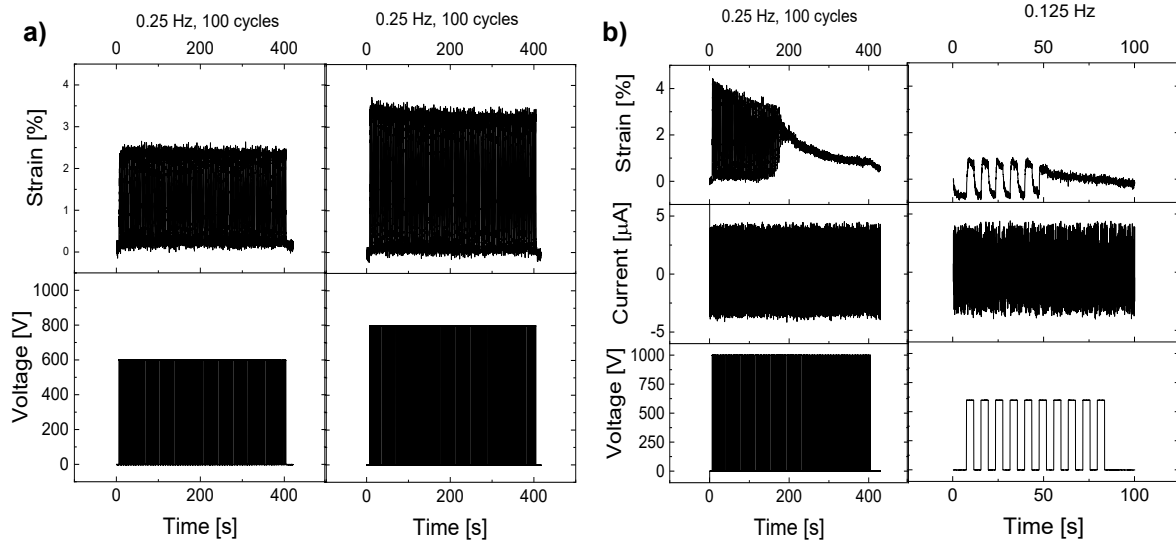 a)
0.25 Hz, 100 cycles
0 200 400
0.25 Hz, 100 cycles
0 200 400
Strain [%]
4
3
2
1
0
Voltage [V]
1000
800
600
400
200
0
0 200 400
Time [s]
0 200 400
Time [s]
b)
0.25 Hz, 100 cycles
0 200 400
0.125 Hz
0 50 100
Strain [%]
4
2
0
Current [μA]
5
0
-5
Voltage [V]
1000
750
500
250
0
0 200 400
Time [s]
0 50 100
Time [s]